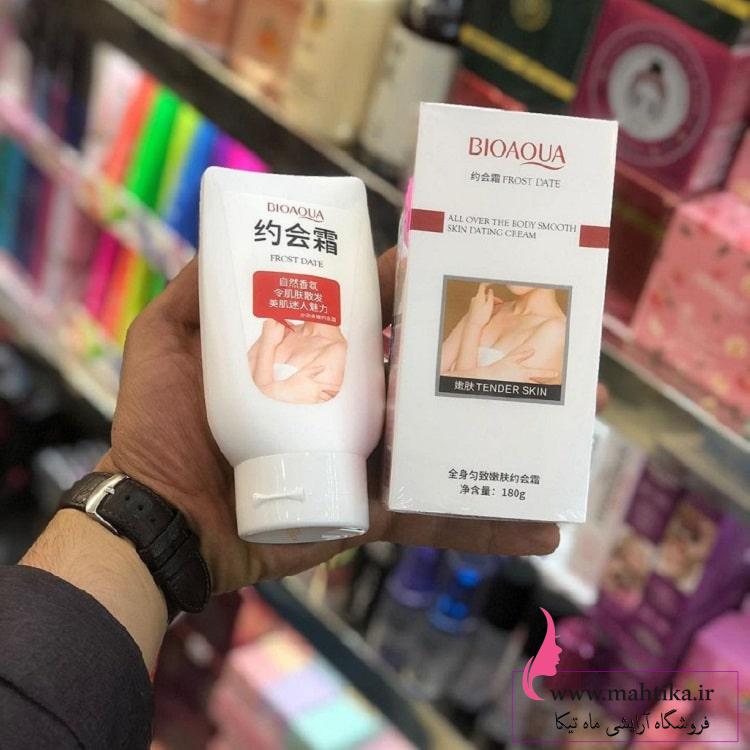 BIOAQUA
约会霜
FROST DATE
自然香氛
令肌肤散发
美肌迷人魅力
BIOAQUA
约会霜 FROST DATE
ALL OVER THE BODY SMOOTH
SKIN DATING CREAM
嫩肤 TENDER SKIN
全身匀致嫩肤约会霜
净含量：180g
www.mahtika.ir
فروشگاه آرایشی ماه تیکا